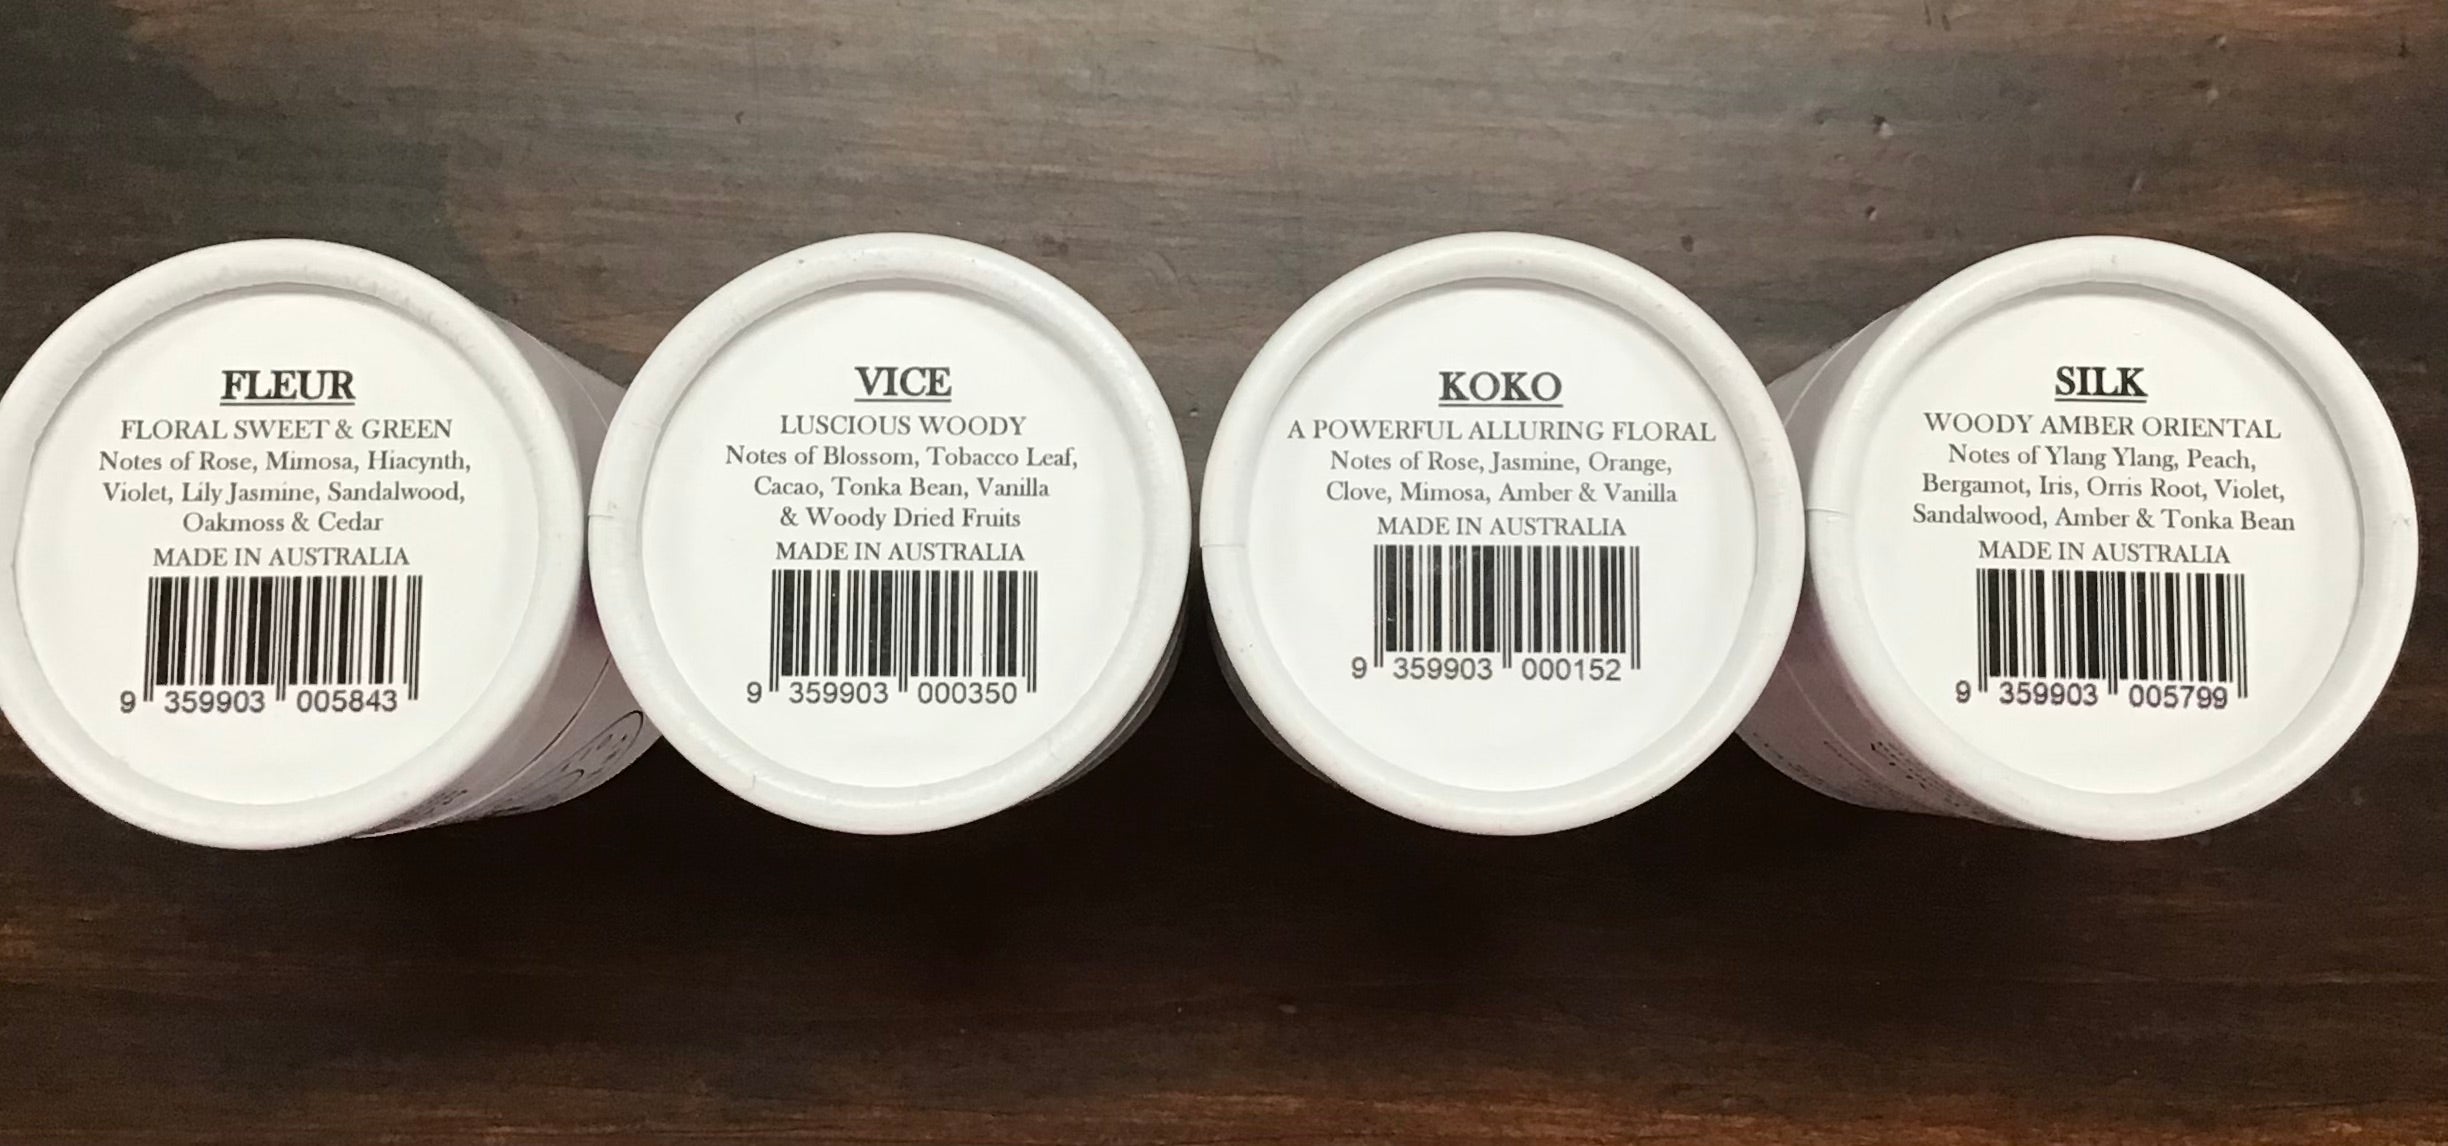 FLEUR
FLORAL SWEET & GREEN
Notes of Rose, Mimosa, Hiacynth,
Violet, Lily Jasmine, Sandalwood,
Oakmoss & Cedar
MADE IN AUSTRALIA
9 359903 005843
VICE
LUSCIOUS WOODY
Notes of Blossom, Tobacco Leaf,
Cacao, Tonka Bean, Vanilla
& Woody Dried Fruits
MADE IN AUSTRALIA
9 359903 000350
KOKO
A POWERFUL ALLURING FLORAL
Notes of Rose, Jasmine, Orange,
Clove, Mimosa, Amber & Vanilla
MADE IN AUSTRALIA
9 359903 000152
SILK
WOODY AMBER ORIENTAL
Notes of Ylang Ylang, Peach,
Bergamot, Iris, Orris Root, Violet,
Sandalwood, Amber & Tonka Bean
MADE IN AUSTRALIA
9 359903 005799